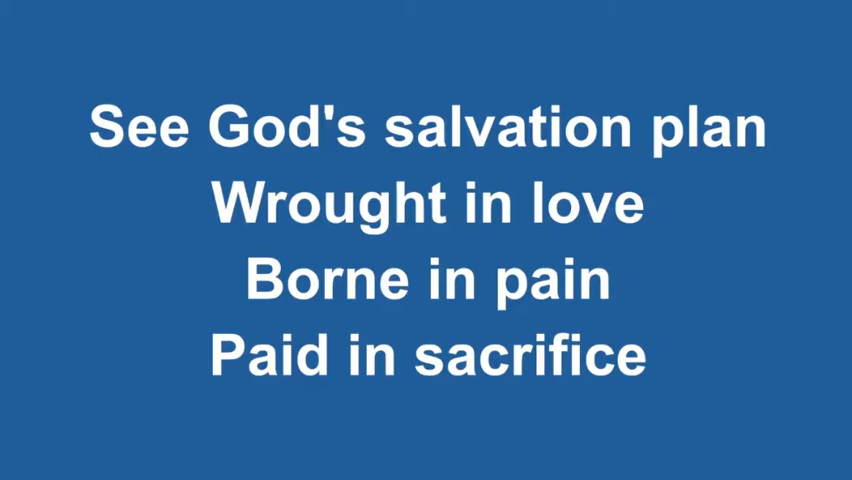 See God's salvation plan
Wrought in love
Borne in pain
Paid in sacrifice